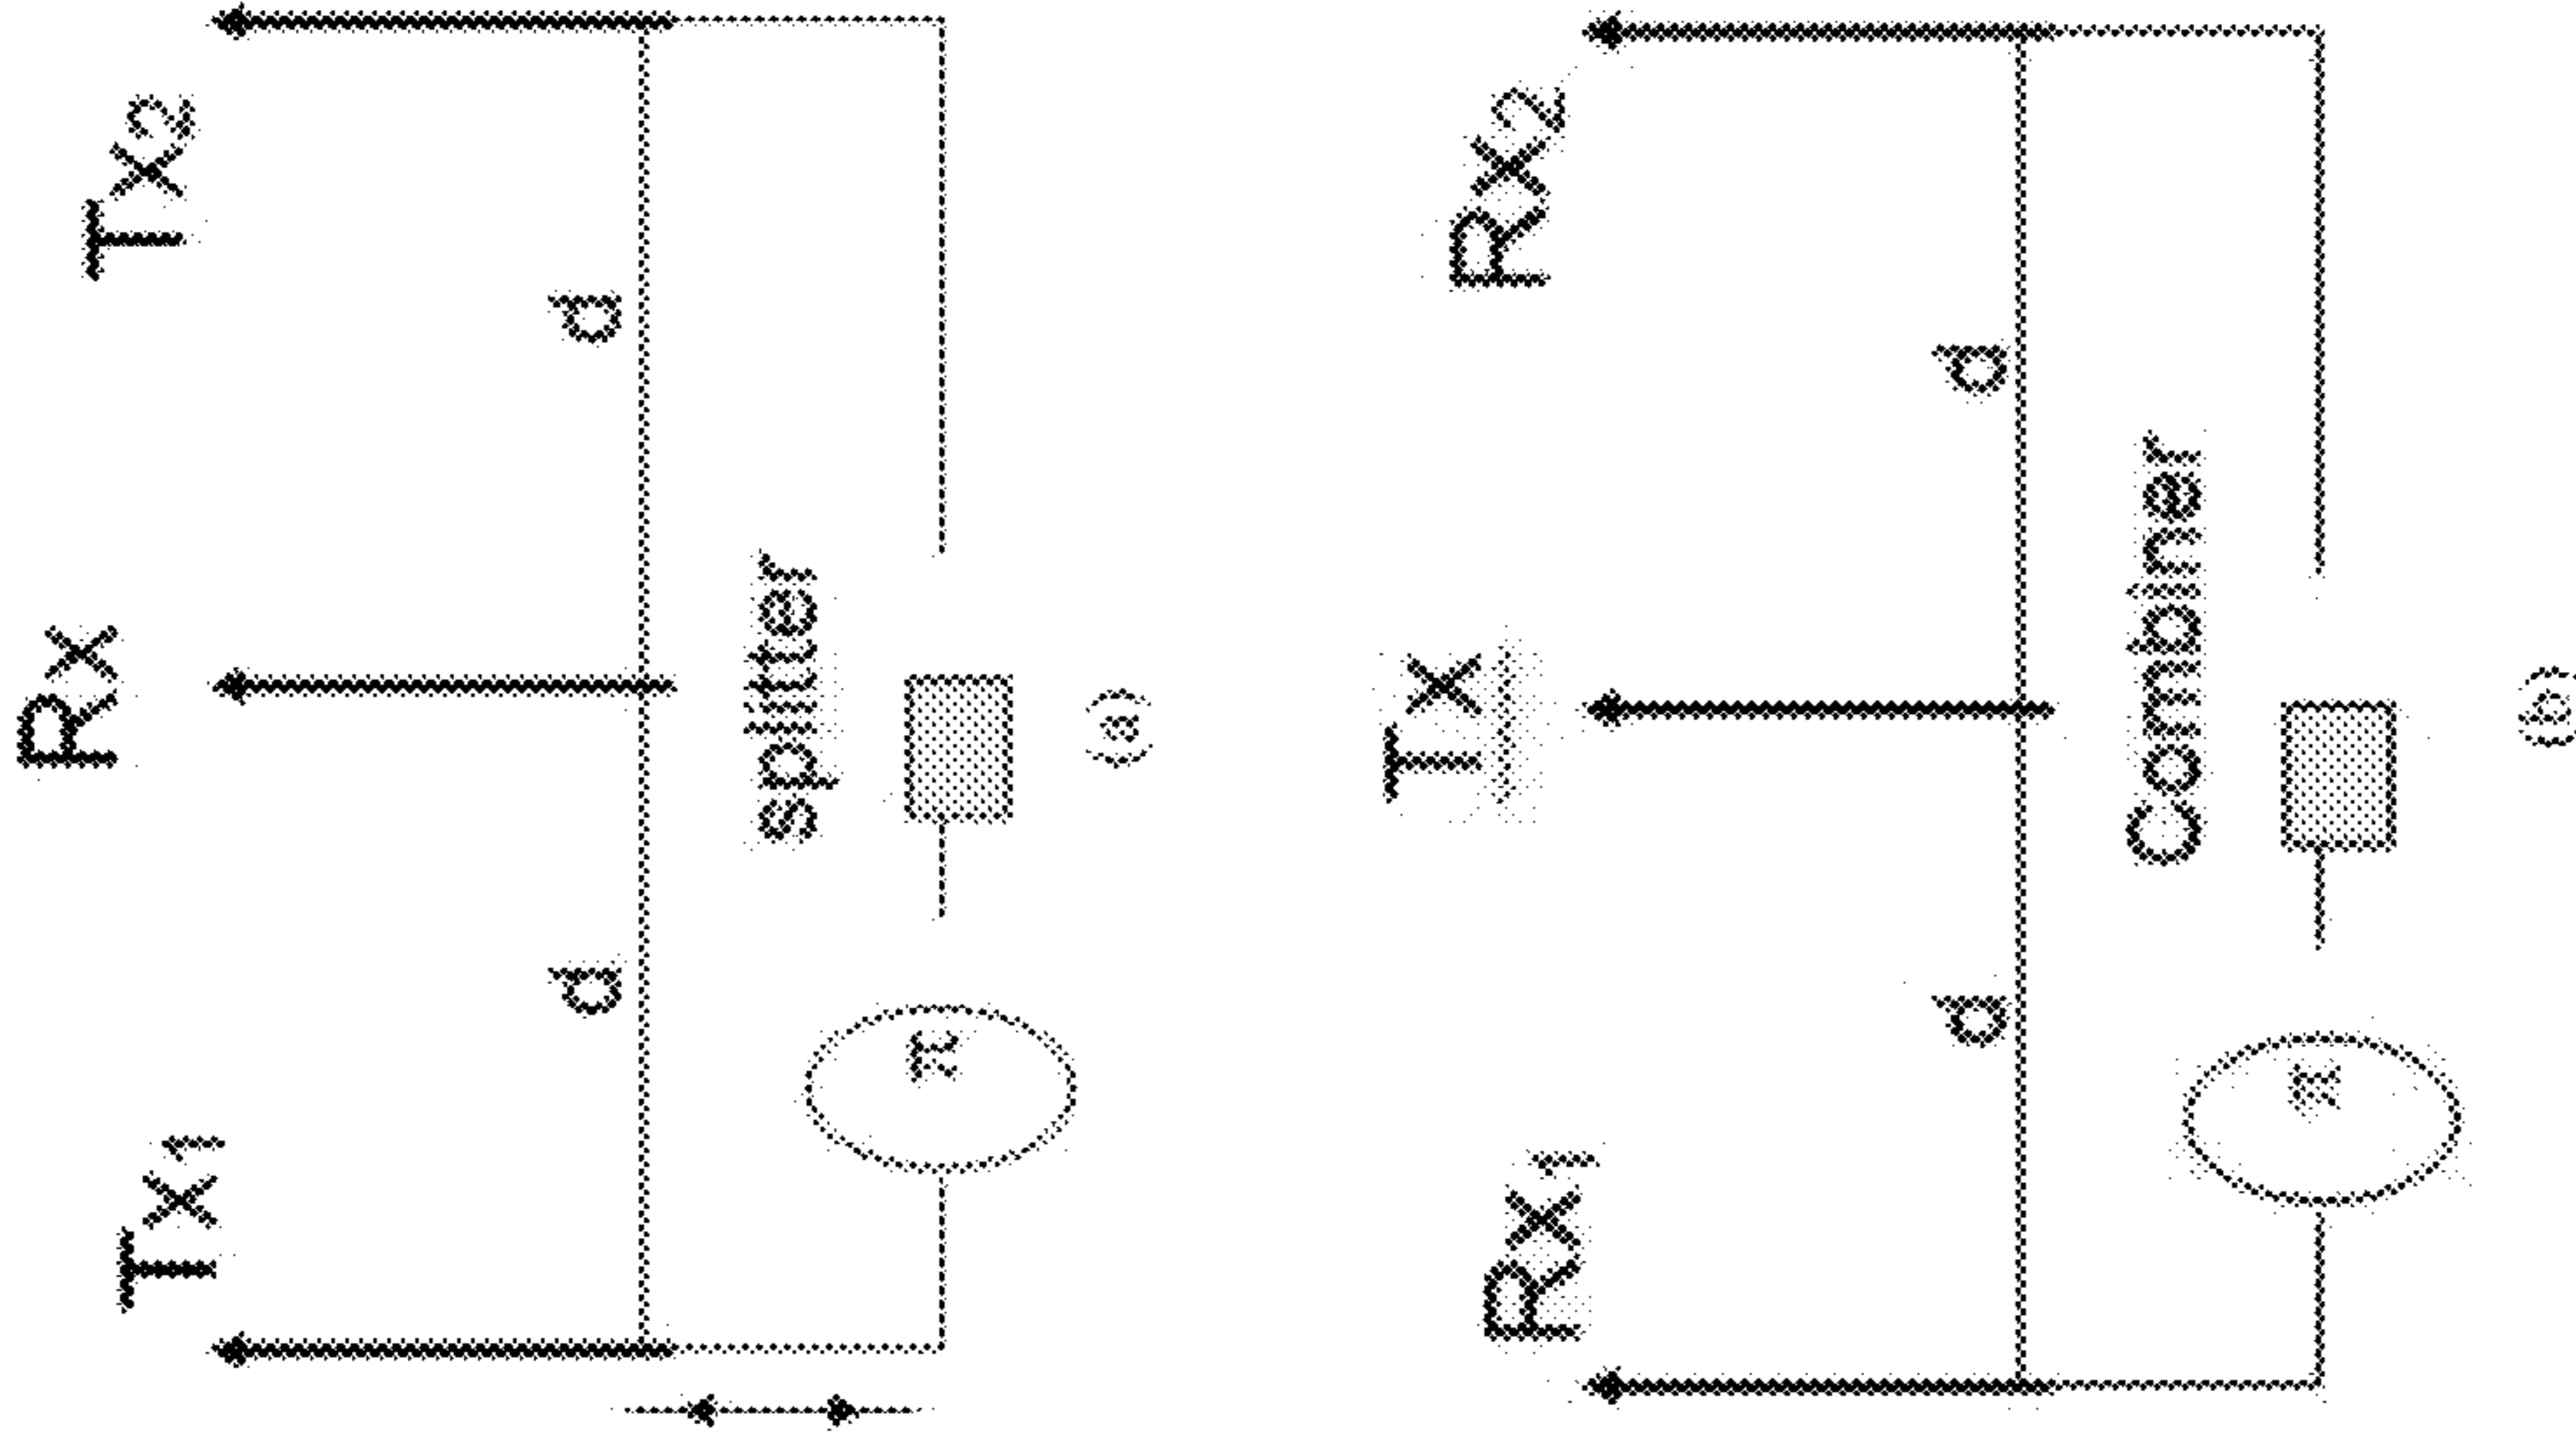 Tx1
Rx
Tx2
d
d
splitter
π
(a)
Rx1
Tx
Rx2
d
d
Combiner
π
(b)